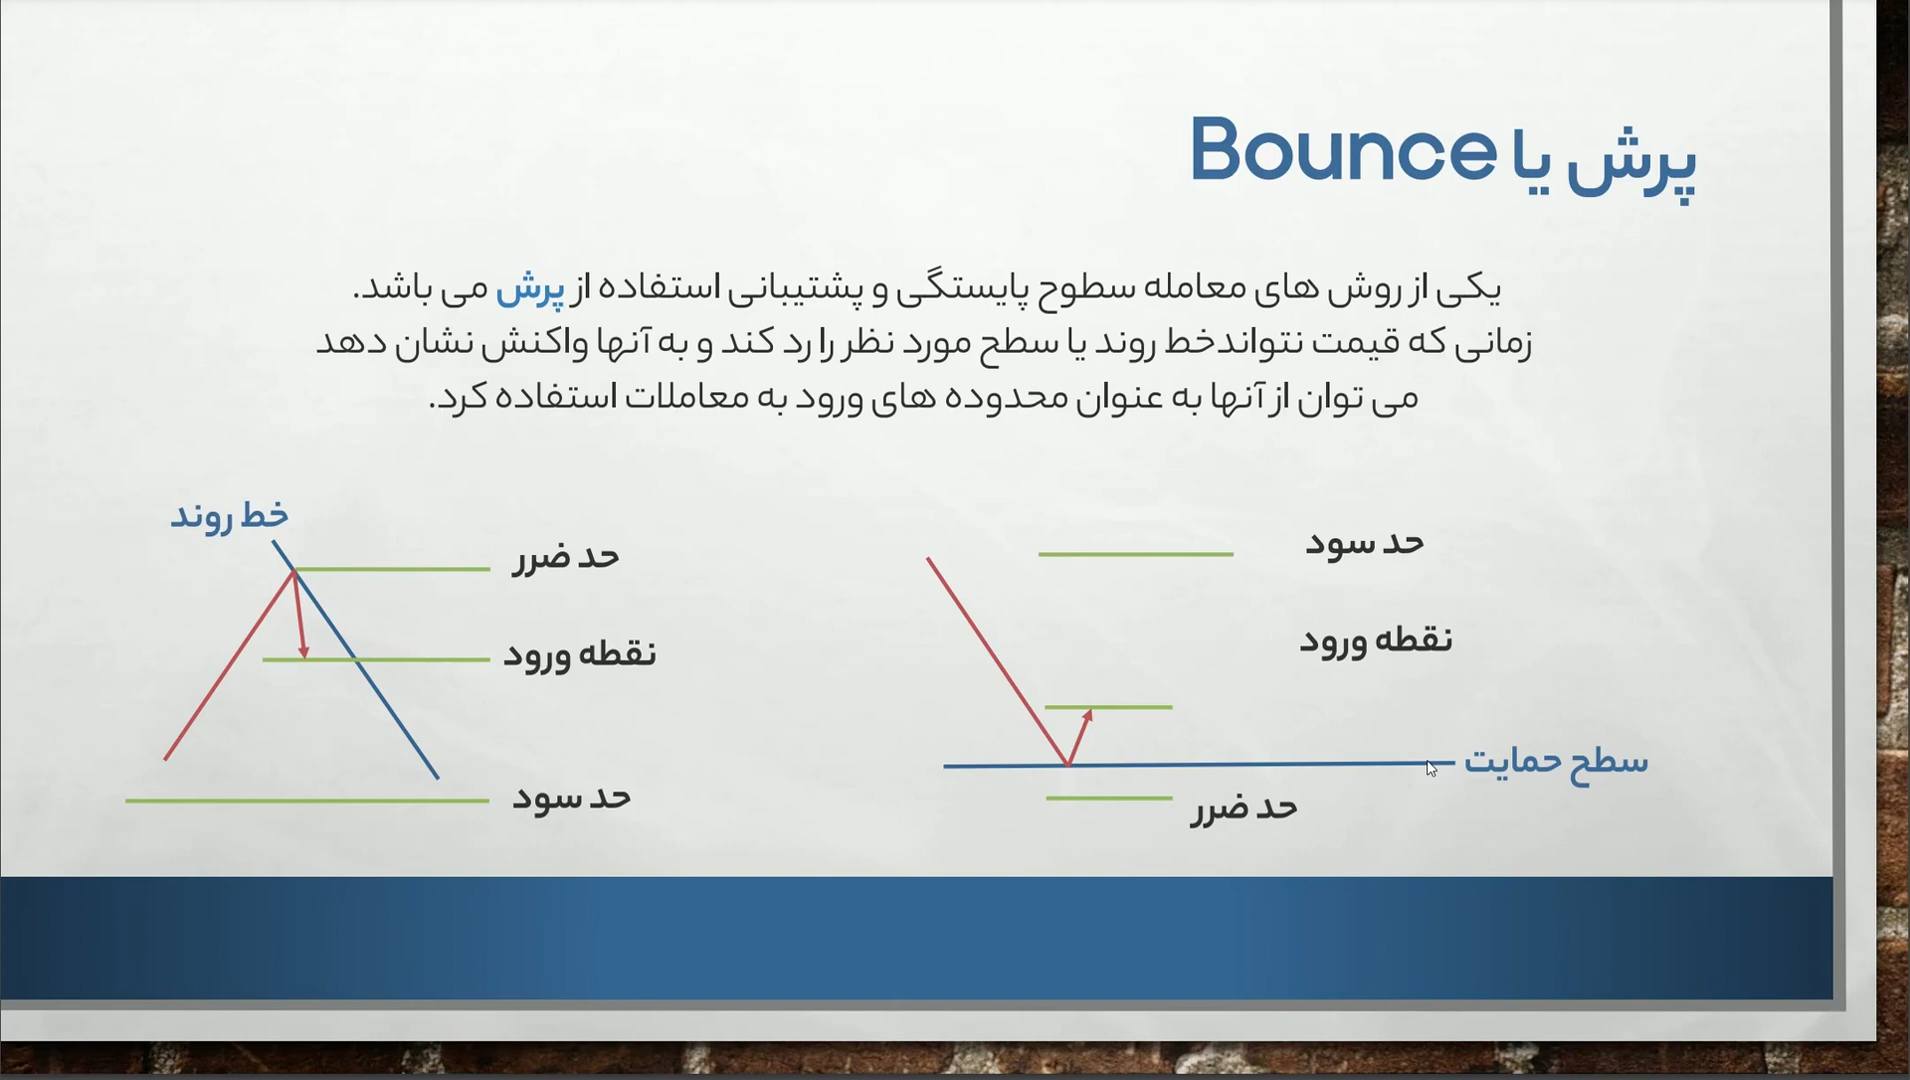 پرش یا Bounce
یکی از روش های معامله سطوح پایستگی و پشتیبانی استفاده از پرش می باشد.
زمانی که قیمت نتواندخط روند یا سطح مورد نظر را رد کند و به آنها واکنش نشان دهد
می توان از آنها به عنوان محدوده های ورود به معاملات استفاده کرد.
حد سود
نقطه ورود
سطح حمایت
حد ضرر
خط روند
حد ضرر
نقطه ورود
حد سود